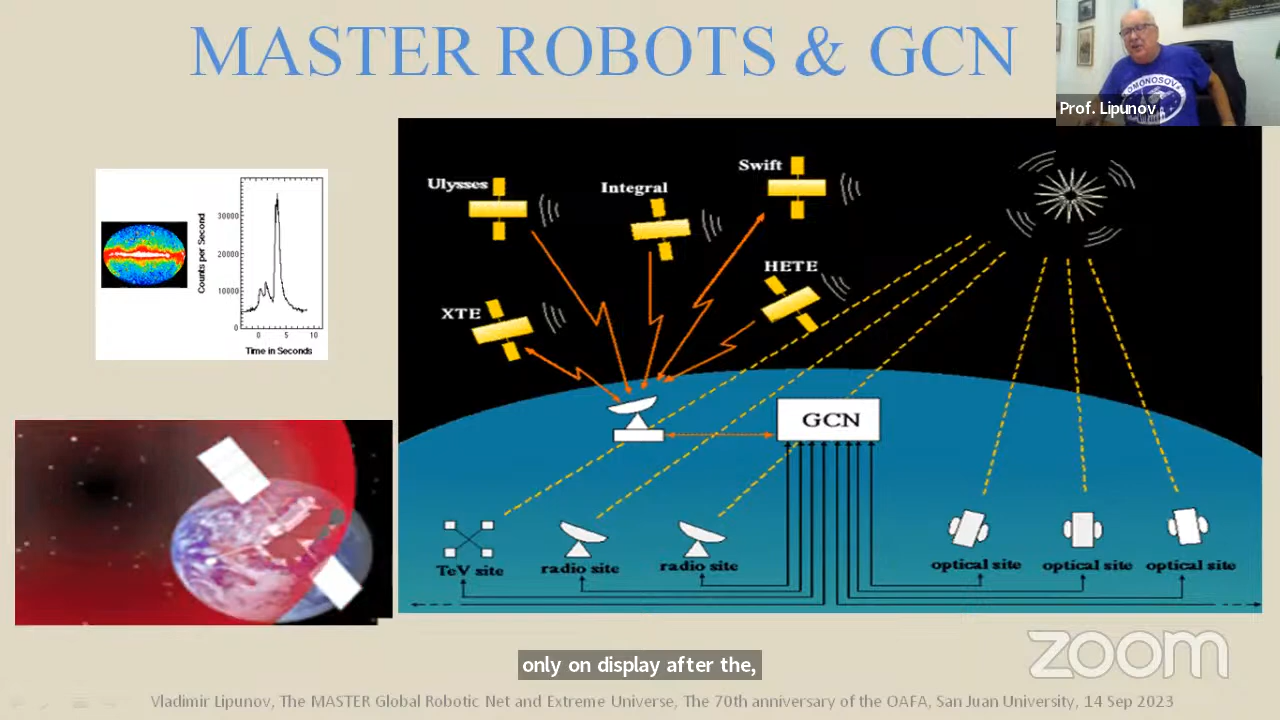 MASTER ROBOTS & GCN
LOMONOSOV
Prof. Lipunov
Ulysses
Integral
Swift
XTE
HETE
Counts per Second
30000
20000
10000
0
0 5 10
Time in Seconds
GCN
TeV site
radio site
radio site
optical site
optical site
optical site
only on display after the,
zoom
Vladimir Lipunov, The MASTER Global Robotic Net and Extreme Universe, The 70th anniversary of the OAFA, San Juan University, 14 Sep 2023